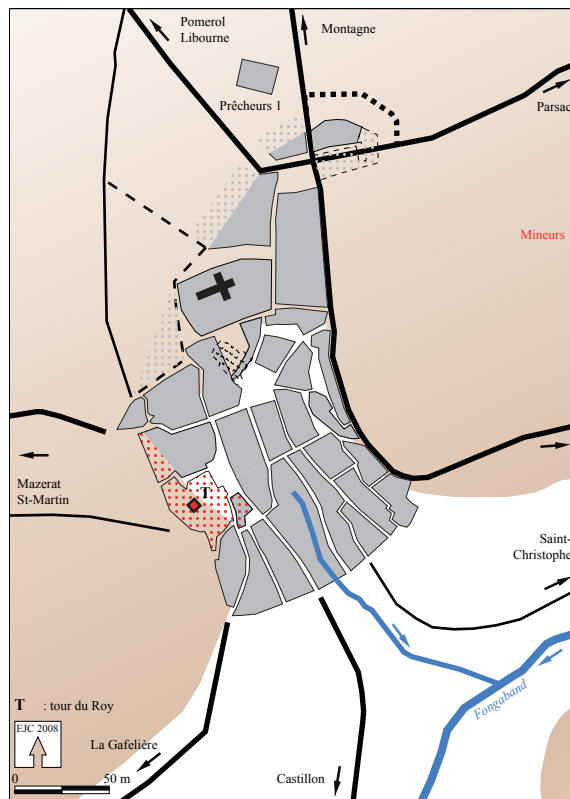 Pomerol
Libourne
Montagne
Prêcheurs 1
Parsac
Mineurs
Mazerat
St-Martin
T
Saint-
Christophe
Fongaband
T : tour du Roy
EJC 2008
La Gafelière
0 50 m
Castillon